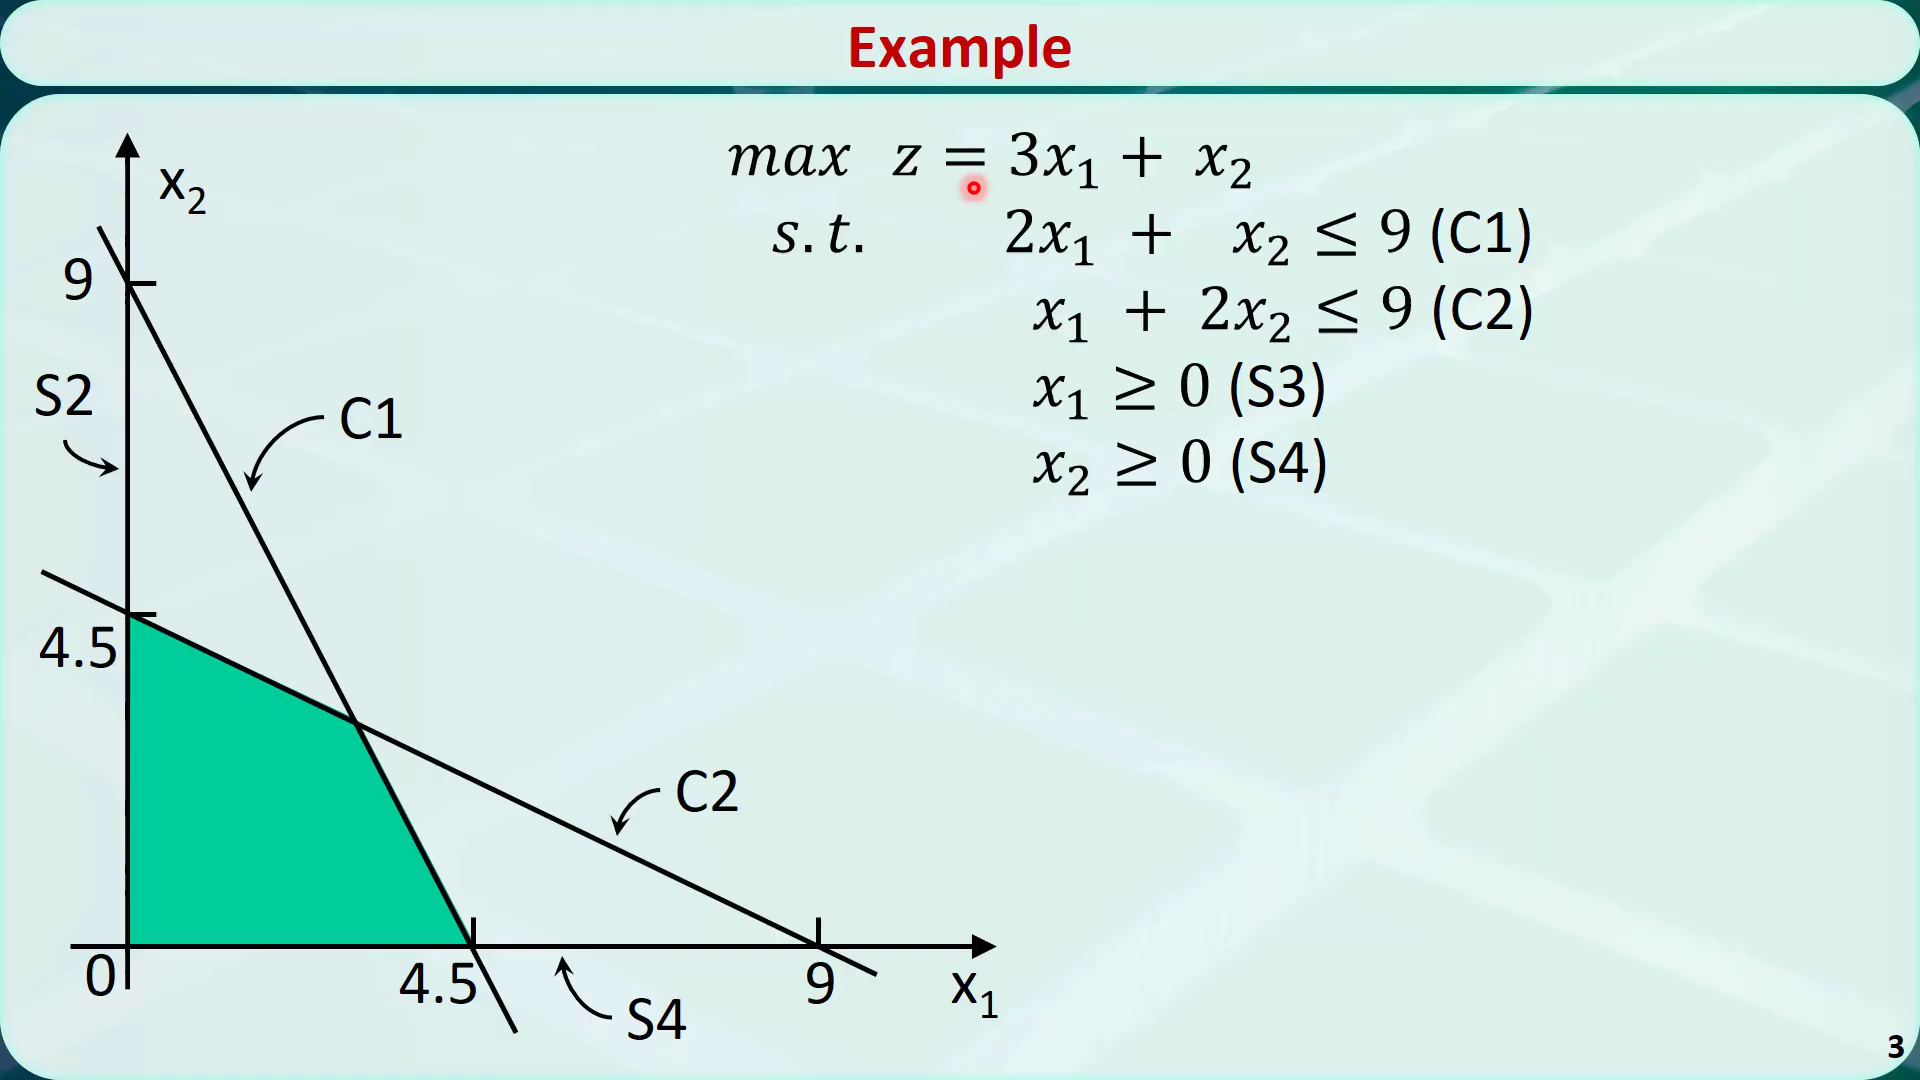 Example
max z = 3x₁ + x₂
s.t. 2x₁ + x₂ ≤ 9 (C1)
x₁ + 2x₂ ≤ 9 (C2)
x₁ ≥ 0 (S3)
x₂ ≥ 0 (S4)
x₂
9
S2
C1
4.5
C2
0
4.5
9
x₁
S4
3